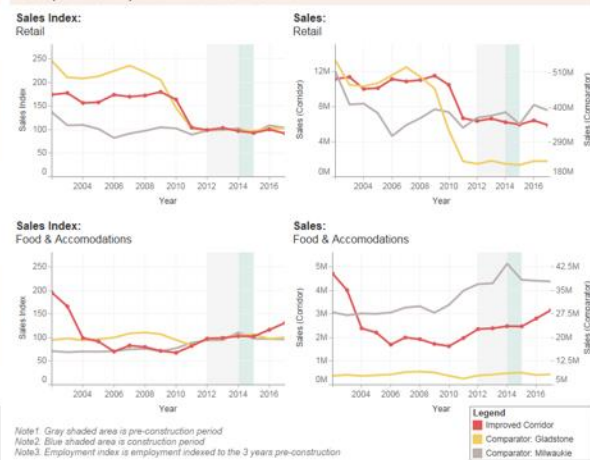 Sales Index:
Retail
250
200
150
100
50
0
Sales Index
2004 2006 2008 2010 2012 2014 2016
Year
Sales:
Retail
12M
8M
4M
0M
Sales (Corridor)
510M
400M
290M
180M
Sales (Comparator)
2004 2006 2008 2010 2012 2014 2016
Year
Sales Index:
Food & Accomodations
250
200
150
100
50
0
Sales Index
2004 2006 2008 2010 2012 2014 2016
Year
Sales:
Food & Accomodations
5M
4M
3M
2M
1M
0M
Sales (Corridor)
42.5M
35M
27.5M
20M
12.5M
5M
Sales (Comparator)
2004 2006 2008 2010 2012 2014 2016
Year
Note1. Gray shaded area is pre-construction period
Note2. Blue shaded area is construction period
Note3. Employment index is employment indexed to the 3 years pre-construction
Legend
Improved Corridor
Comparator: Gladstone
Comparator: Milwaukie